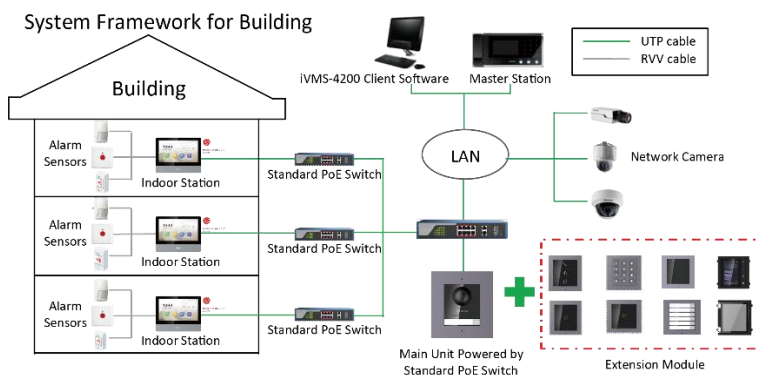 System Framework for Building
UTP cable
RVV cable
iVMS-4200 Client Software
Master Station
Building
LAN
Network Camera
Alarm
Sensors
Indoor Station
Standard PoE Switch
Alarm
Sensors
Indoor Station
Standard PoE Switch
Alarm
Sensors
Indoor Station
Standard PoE Switch
Main Unit Powered by
Standard PoE Switch
Extension Module